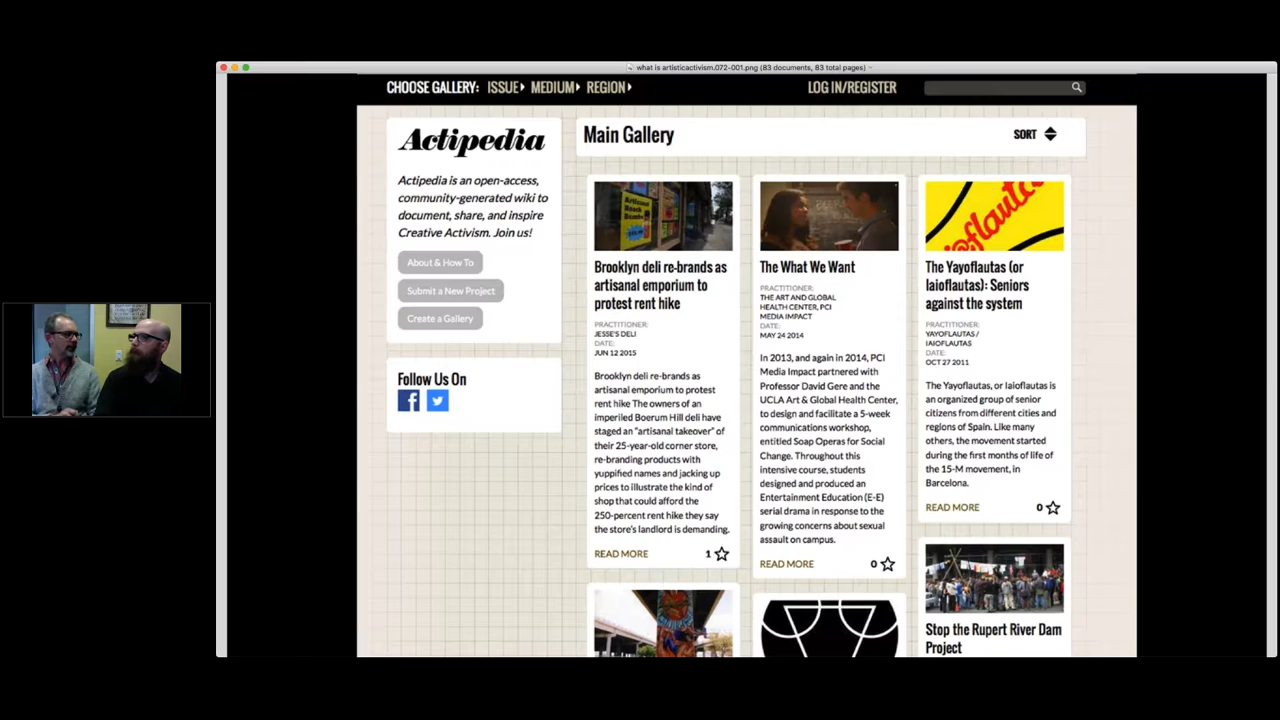 what is artisticactivism.072-001.png (83 documents, 83 total pages)
CHOOSE GALLERY: ISSUE MEDIUM REGION
LOG IN/REGISTER
Actipedia
Actipedia is an open-access,
community-generated wiki to
document, share, and inspire
Creative Activism. Join us!
About & How To
Submit a New Project
Create a Gallery
Follow Us On
Main Gallery
SORT
Brooklyn deli re-brands as
artisanal emporium to
protest rent hike
PRACTITIONER:
JESSE'S DELI
DATE:
JUN 12 2015
Brooklyn deli re-brands as
artisanal emporium to protest
rent hike The owners of an
imperiled Boerum Hill deli have
staged an "artisanal takeover" of
their 25-year-old corner store,
re-branding products with
yuppified names and jacking up
prices to illustrate the kind of
shop that could afford the
250-percent rent hike they say
the store's landlord is demanding.
READ MORE
1
The What We Want
PRACTITIONER:
THE ART AND GLOBAL
HEALTH CENTER, PCI
MEDIA IMPACT
DATE:
MAY 24 2014
In 2013, and again in 2014, PCI
Media Impact partnered with
Professor David Gere and the
UCLA Art & Global Health Center,
to design and facilitate a 5-week
communications workshop,
entitled Soap Operas for Social
Change. Throughout this
intensive course, students
designed and produced an
Entertainment Education (E-E)
serial drama in response to the
growing concerns about sexual
assault on campus.
READ MORE
0
@iaioflautas
The Yayoflautas (or
Iaioflautas): Seniors
against the system
PRACTITIONER:
YAYOFLAUTAS /
IAIOFLAUTAS
DATE:
OCT 27 2011
The Yayoflautas, or Iaioflautas is
an organized group of senior
citizens from different cities and
regions of Spain. Like many
others, the movement started
during the first months of life of
the 15-M movement, in
Barcelona.
READ MORE
0
Stop the Rupert River Dam
Project